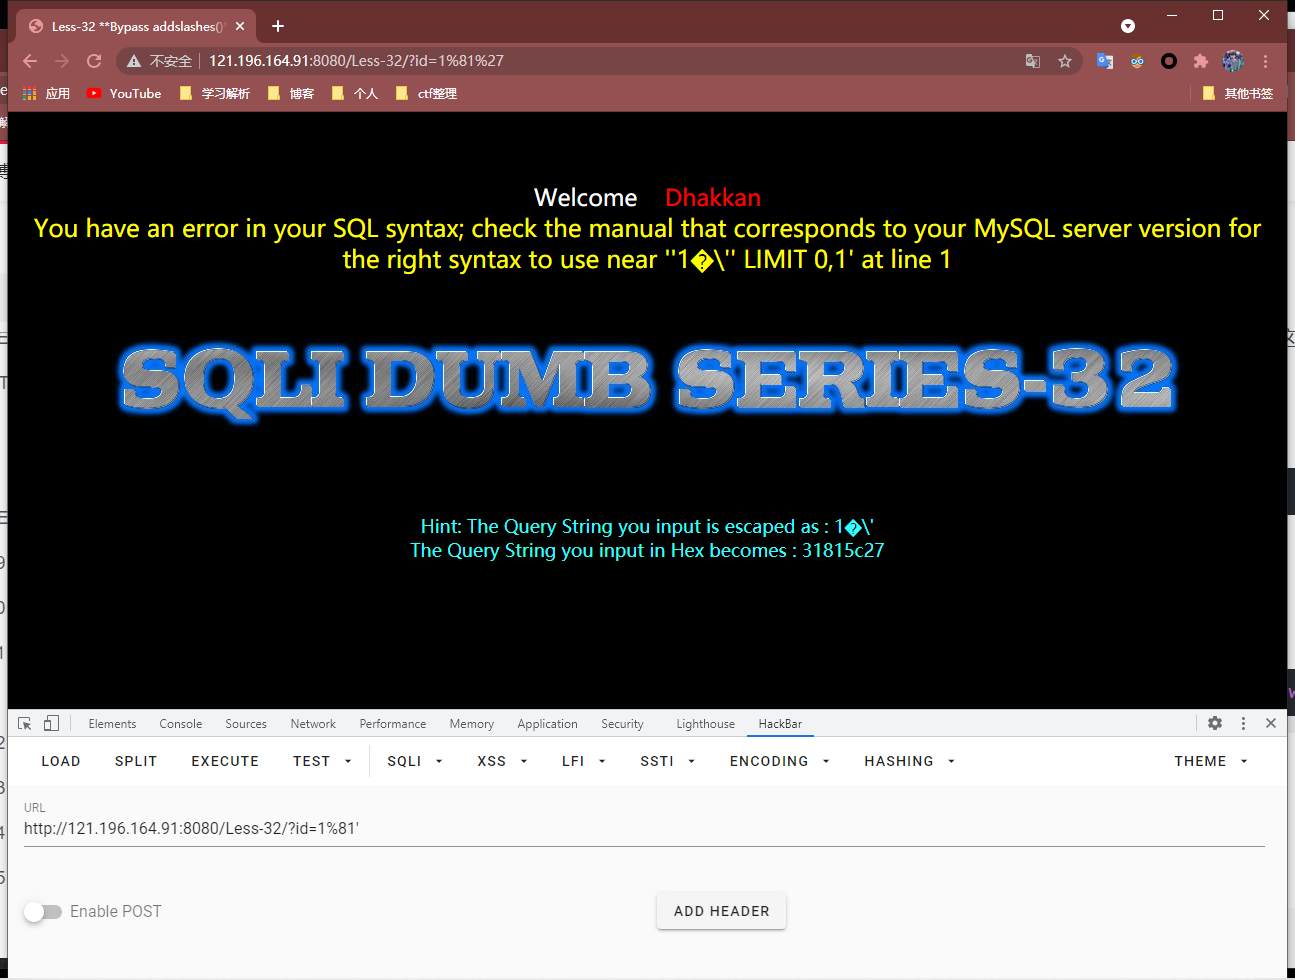 Less-32 **Bypass addslashes()
不安全 121.196.164.91:8080/Less-32/?id=1%81%27
应用 YouTube 学习解析 博客 个人 ctf整理 其他书签
Welcome Dhakkan
You have an error in your SQL syntax; check the manual that corresponds to your MySQL server version for
the right syntax to use near ''1�\'' LIMIT 0,1' at line 1
SQLI DUMB SERIES-32
Hint: The Query String you input is escaped as : 1�\'
The Query String you input in Hex becomes : 31815c27
Elements Console Sources Network Performance Memory Application Security Lighthouse HackBar
LOAD SPLIT EXECUTE TEST SQLI XSS LFI SSTI ENCODING HASHING THEME
URL
http://121.196.164.91:8080/Less-32/?id=1%81'
Enable POST ADD HEADER